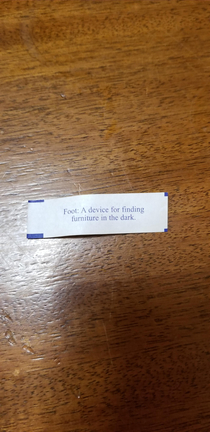 Foot: A device for finding
furniture in the dark.